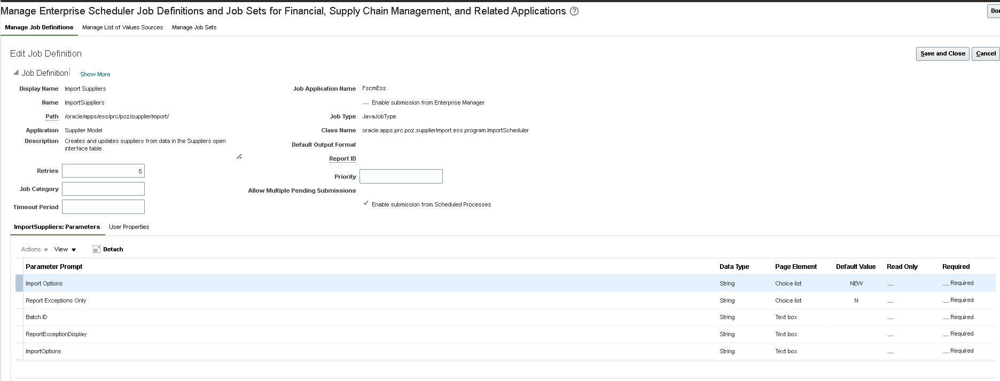 Manage Enterprise Scheduler Job Definitions and Job Sets for Financial, Supply Chain Management, and Related Applications
Manage Job Definitions Manage List of Values Sources Manage Job Sets
Edit Job Definition
Save and Close Cancel
Job Definition Show More
Display Name Import Suppliers
Job Application Name FscmEss
Name ImportSuppliers
Enable submission from Enterprise Manager
Path /oracle/apps/ess/prc/poz/supplierImport/
Job Type JavaJobType
Application Supplier Model
Class Name oracle.apps.prc.poz.supplierImport.ess.program.ImportScheduler
Description Creates and updates suppliers from data in the Suppliers open
interface table.
Default Output Format
Report ID
Retries 5
Priority
Job Category
Allow Multiple Pending Submissions
Timeout Period
Enable submission from Scheduled Processes
ImportSuppliers: Parameters User Properties
Actions View Detach
Parameter Prompt Data Type Page Element Default Value Read Only Required
Import Options String Choice list NEW Required
Report Exceptions Only String Choice list N Required
Batch ID String Text box Required
ReportExceptionDisplay String Text box Required
ImportOptions String Text box Required